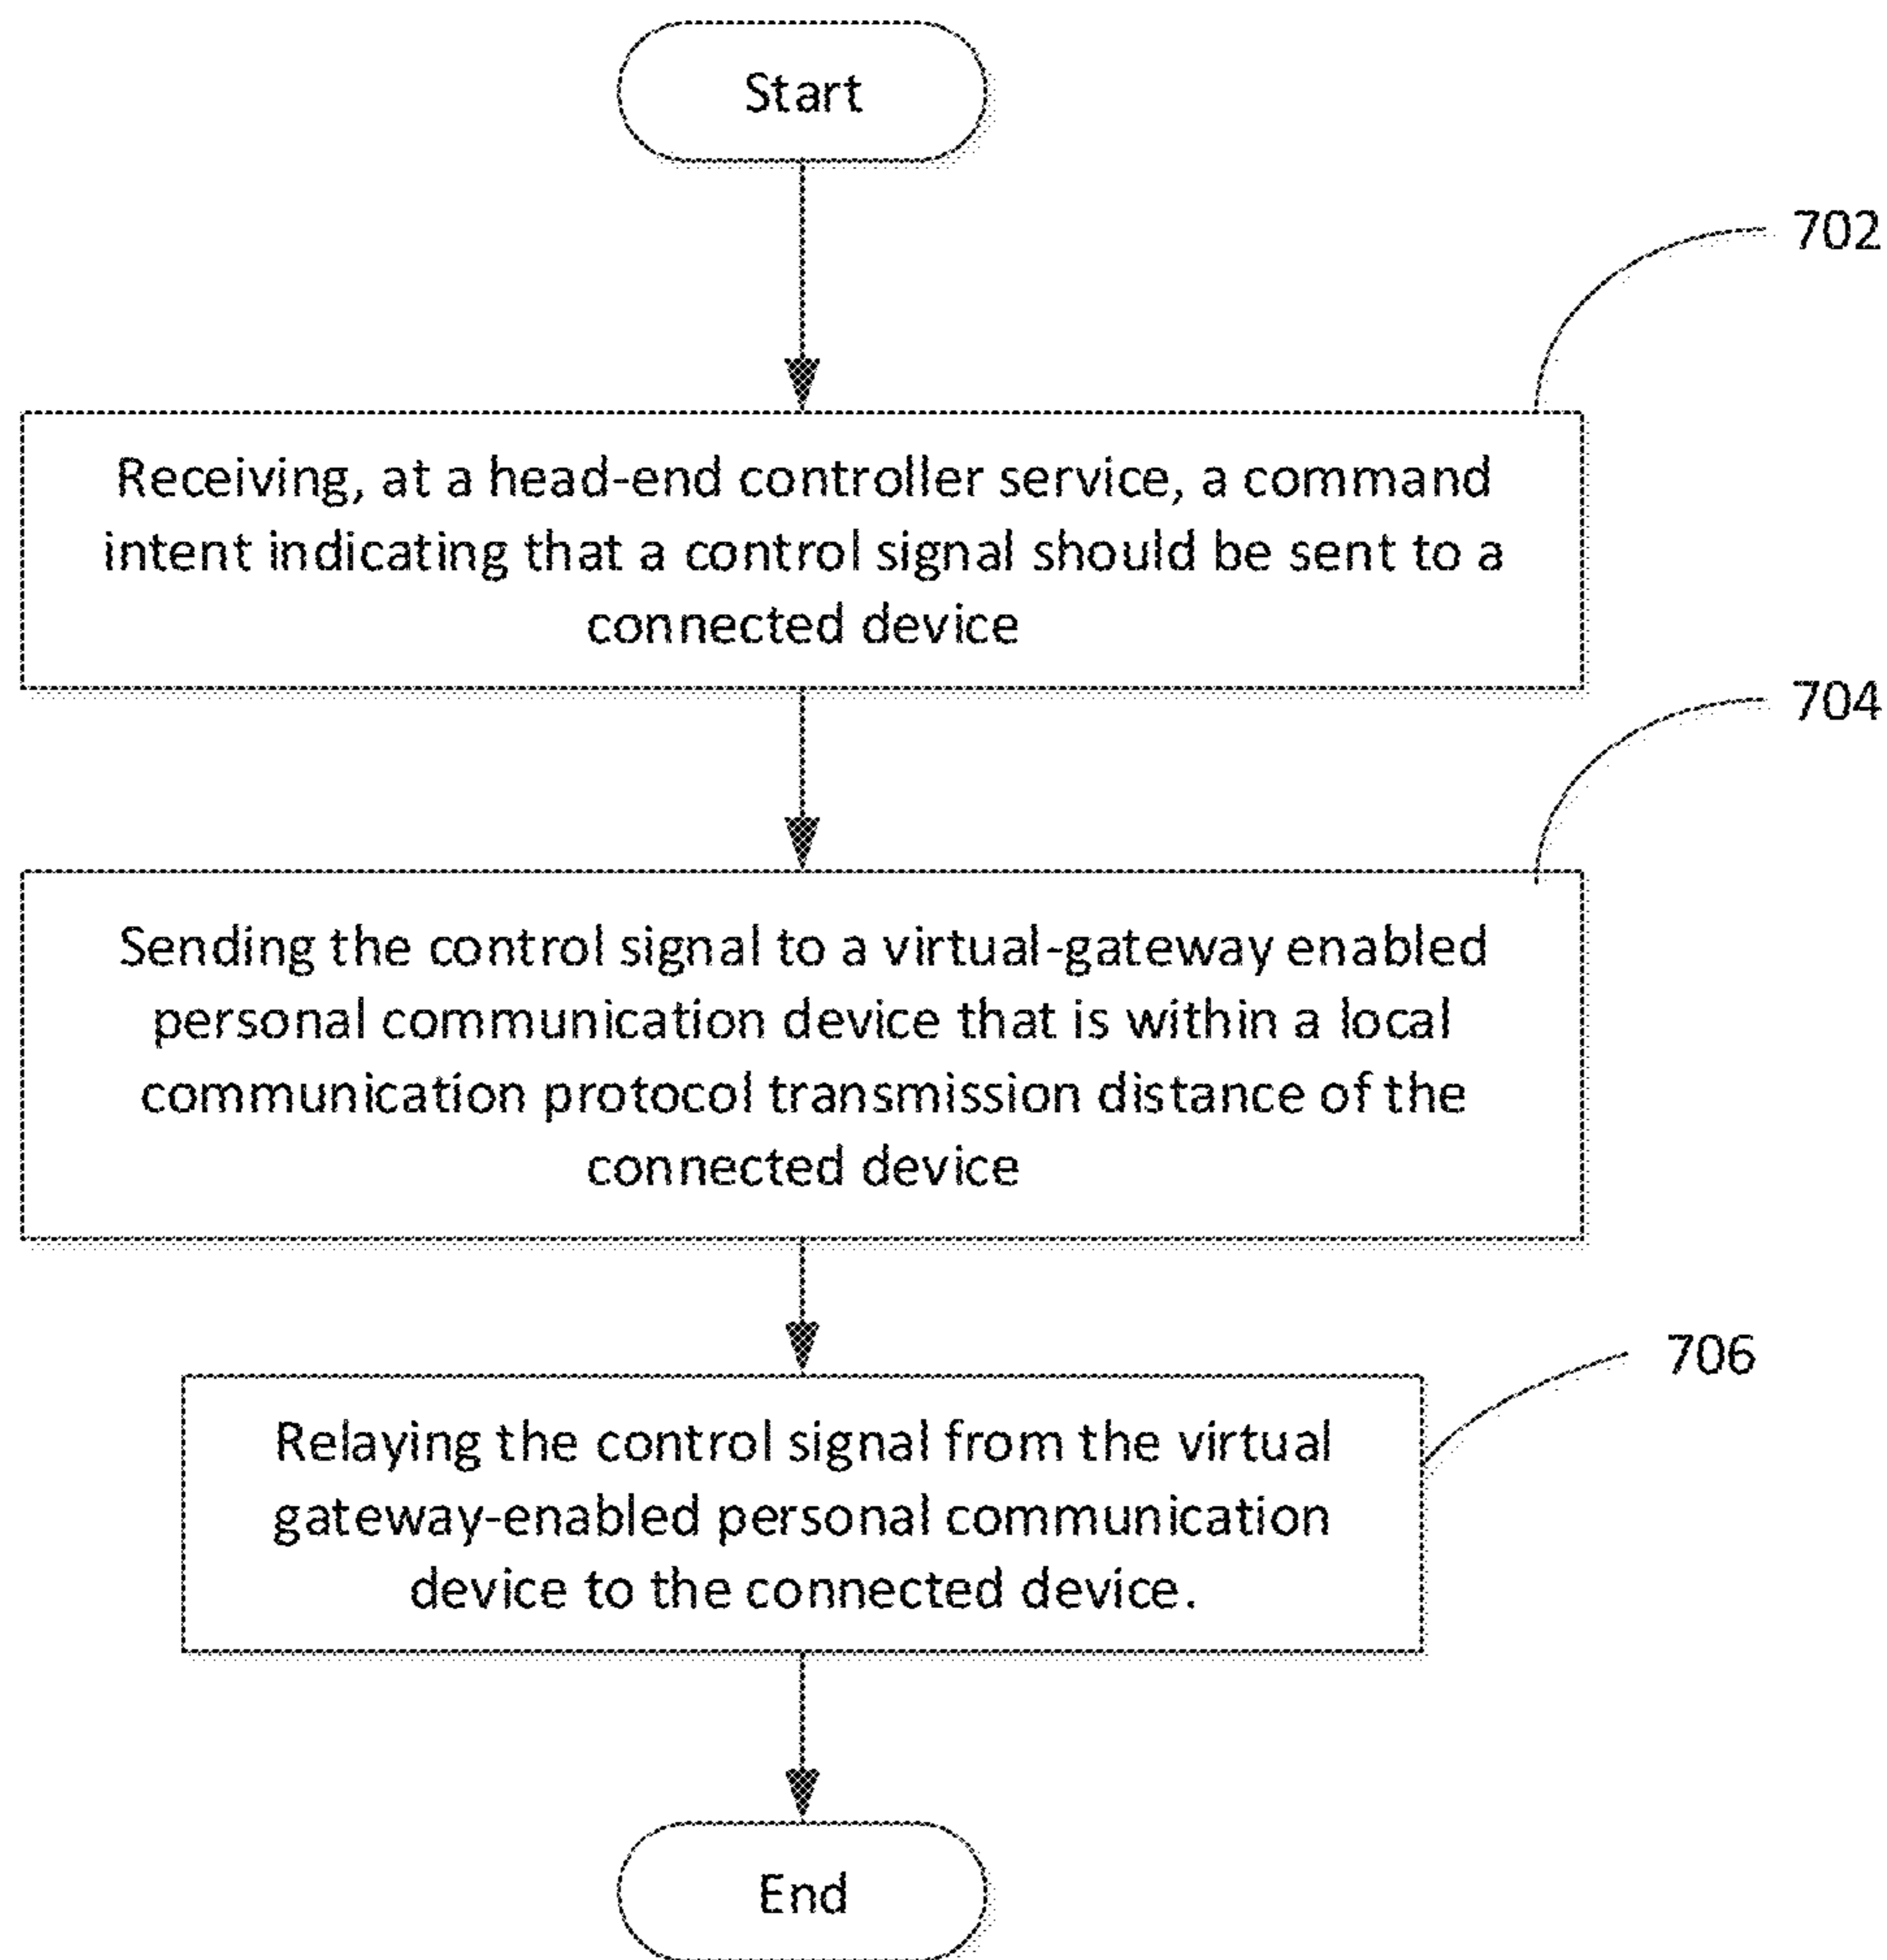 Start
702
Receiving, at a head-end controller service, a command
intent indicating that a control signal should be sent to a
connected device
704
Sending the control signal to a virtual-gateway enabled
personal communication device that is within a local
communication protocol transmission distance of the
connected device
706
Relaying the control signal from the virtual
gateway-enabled personal communication
device to the connected device.
End